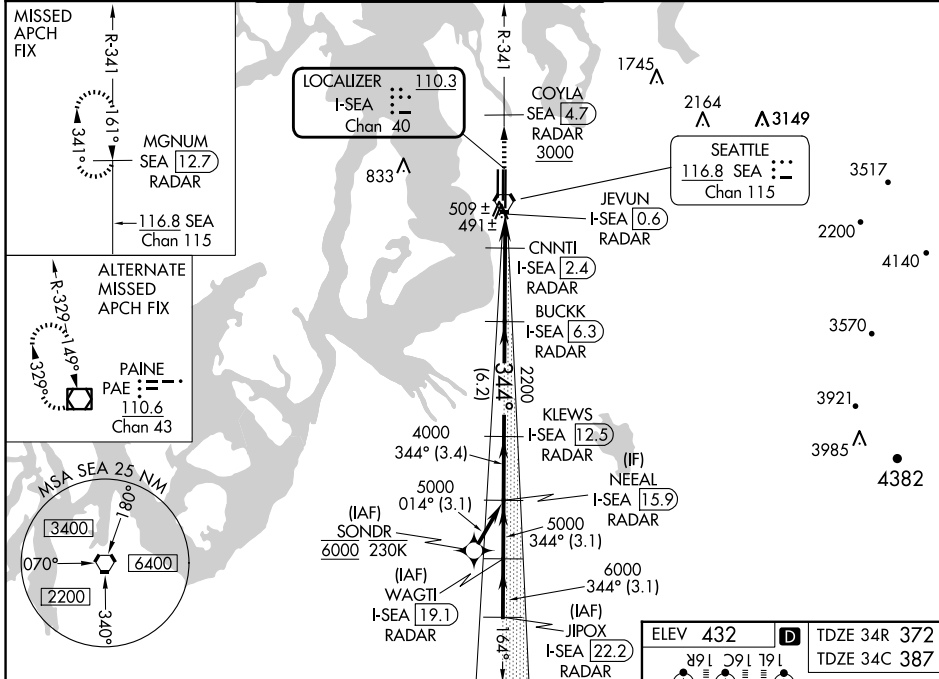 MISSED
APCH
FIX
R-341
161°
341°
MGNUM
SEA 12.7
RADAR
116.8 SEA
Chan 115
ALTERNATE
MISSED
APCH FIX
R-329
149°
329°
PAINE
PAE
110.6
Chan 43
MSA SEA 25 NM
180°
3400
070°
6400
2200
340°
LOCALIZER 110.3
I-SEA
Chan 40
R-341
COYLA
SEA 4.7
RADAR
3000
1745
2164
3149
SEATTLE
116.8 SEA
Chan 115
833
509 ±
491±
JEVUN
I-SEA 0.6
RADAR
3517
2200
4140
CNNTI
I-SEA 2.4
RADAR
BUCKK
I-SEA 6.3
RADAR
3570
344°
2200
(6.2)
3921
3985
4382
KLEWS
I-SEA 12.5
RADAR
4000
344° (3.4)
(IF)
NEEAL
I-SEA 15.9
RADAR
5000
014° (3.1)
(IAF)
SONDR
6000 230K
5000
344° (3.1)
(IAF)
WAGTI
I-SEA 19.1
RADAR
6000
344° (3.1)
(IAF)
JIPOX
I-SEA 22.2
RADAR
164°
ELEV 432
D
TDZE 34R 372
TDZE 34C 387
16R
16C
16L